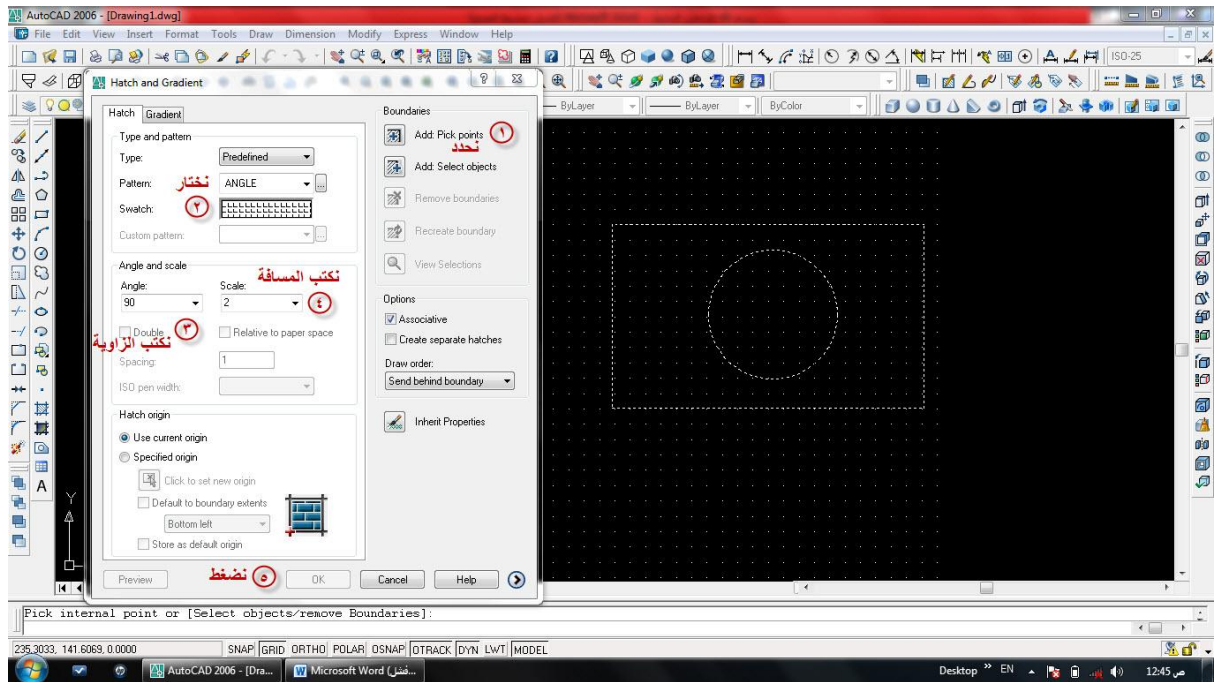 AutoCAD 2006 - [Drawing1.dwg]
File Edit View Insert Format Tools Draw Dimension Modify Express Window Help
ISO-25
Hatch and Gradient
ByLayer ByLayer ByColor
Hatch Gradient
Type and pattern
Type: Predefined
Pattern: نختار ANGLE
Swatch: ٢
Custom pattern:
Angle and scale
نكتب المسافة
Angle: Scale:
90 2 ٤
Double ٣ Relative to paper space
نكتب الزاوية
Spacing: 1
ISO pen width:
Hatch origin
Use current origin
Specified origin
Click to set new origin
Default to boundary extents
Bottom left
Store as default origin
Boundaries
Add: Pick points ١
نحدد
Add: Select objects
Remove boundaries
Recreate boundary
View Selections
Options
Associative
Create separate hatches
Draw order:
Send behind boundary
Inherit Properties
Preview نضغط ٥ OK Cancel Help
A
Y
Pick internal point or [Select objects/remove Boundaries]:
235.3033, 141.6069, 0.0000 SNAP GRID ORTHO POLAR OSNAP OTRACK DYN LWT MODEL
AutoCAD 2006 - [Dra... Microsoft Word (فشل... Desktop » EN 12:45 ص